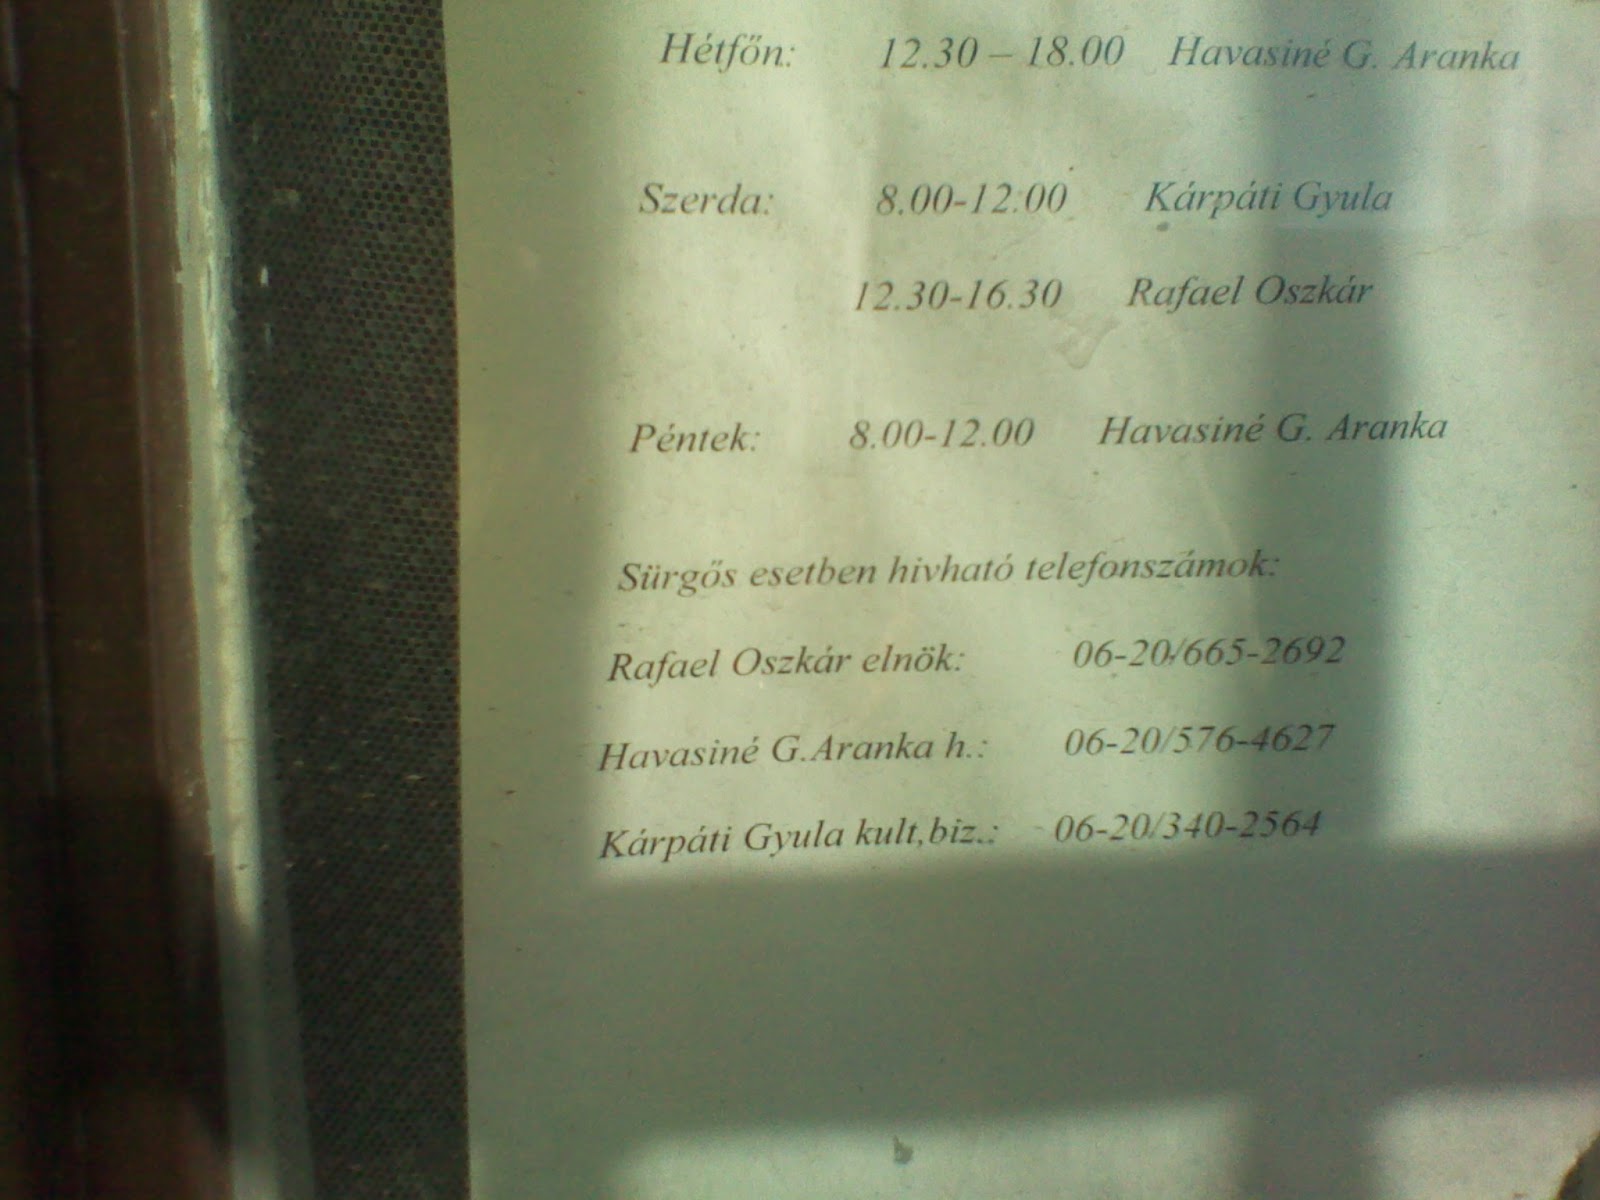 Hétfőn: 12.30 – 18.00 Havasiné G. Aranka
Szerda: 8.00-12.00 Kárpáti Gyula
12.30-16.30 Rafael Oszkár
Péntek: 8.00-12.00 Havasiné G. Aranka
Sürgős esetben hivható telefonszámok:
Rafael Oszkár elnök: 06-20/665-2692
Havasiné G.Aranka h.: 06-20/576-4627
Kárpáti Gyula kult,biz.: 06-20/340-2564